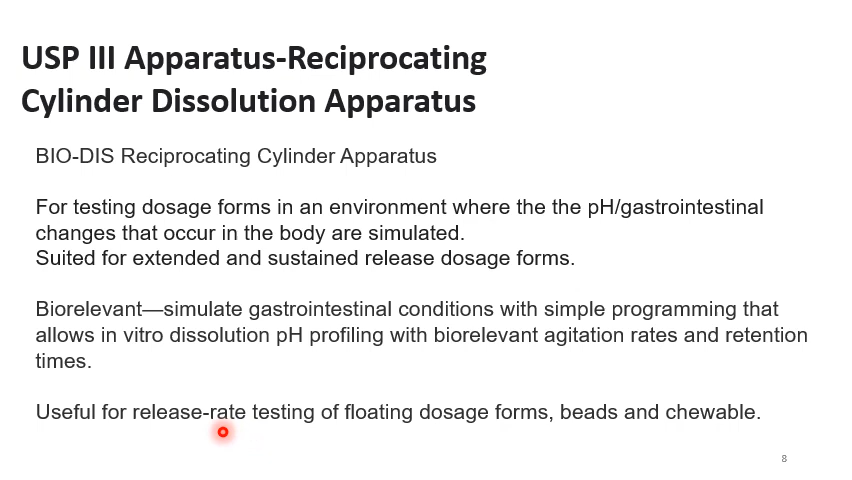 USP III Apparatus-Reciprocating
Cylinder Dissolution Apparatus
BIO-DIS Reciprocating Cylinder Apparatus
For testing dosage forms in an environment where the the pH/gastrointestinal
changes that occur in the body are simulated.
Suited for extended and sustained release dosage forms.
Biorelevant—simulate gastrointestinal conditions with simple programming that
allows in vitro dissolution pH profiling with biorelevant agitation rates and retention
times.
Useful for release-rate testing of floating dosage forms, beads and chewable.
8